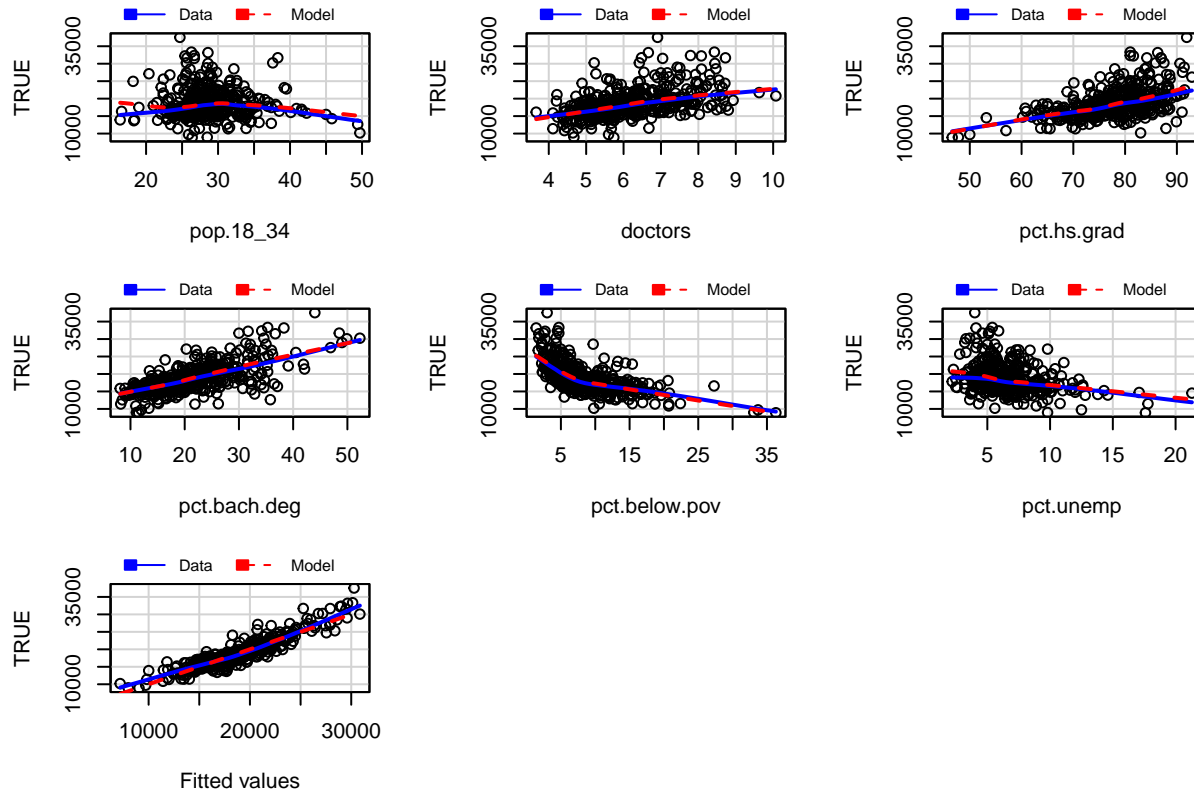 Data Model
TRUE
35000
10000
20 30 40 50
pop.18_34
Data Model
TRUE
35000
10000
4 5 6 7 8 9 10
doctors
Data Model
TRUE
35000
10000
50 60 70 80 90
pct.hs.grad
Data Model
TRUE
35000
10000
10 20 30 40 50
pct.bach.deg
Data Model
TRUE
35000
10000
5 15 25 35
pct.below.pov
Data Model
TRUE
35000
10000
5 10 15 20
pct.unemp
Data Model
TRUE
35000
10000
10000 20000 30000
Fitted values